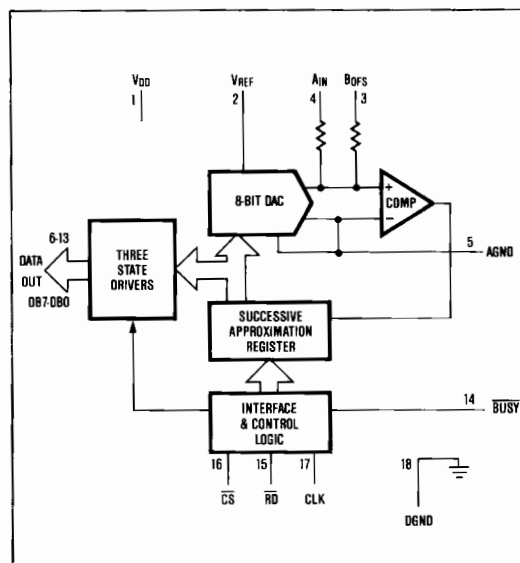 VDD
1
VREF
2
AIN
4
BOFS
3
8-BIT DAC
+
−
COMP
5
AGND
6-13
DATA
OUT
DB7-DB0
THREE
STATE
DRIVERS
SUCCESSIVE
APPROXIMATION
REGISTER
INTERFACE
& CONTROL
LOGIC
14
BUSY
16
15
17
CS
RD
CLK
18
DGND